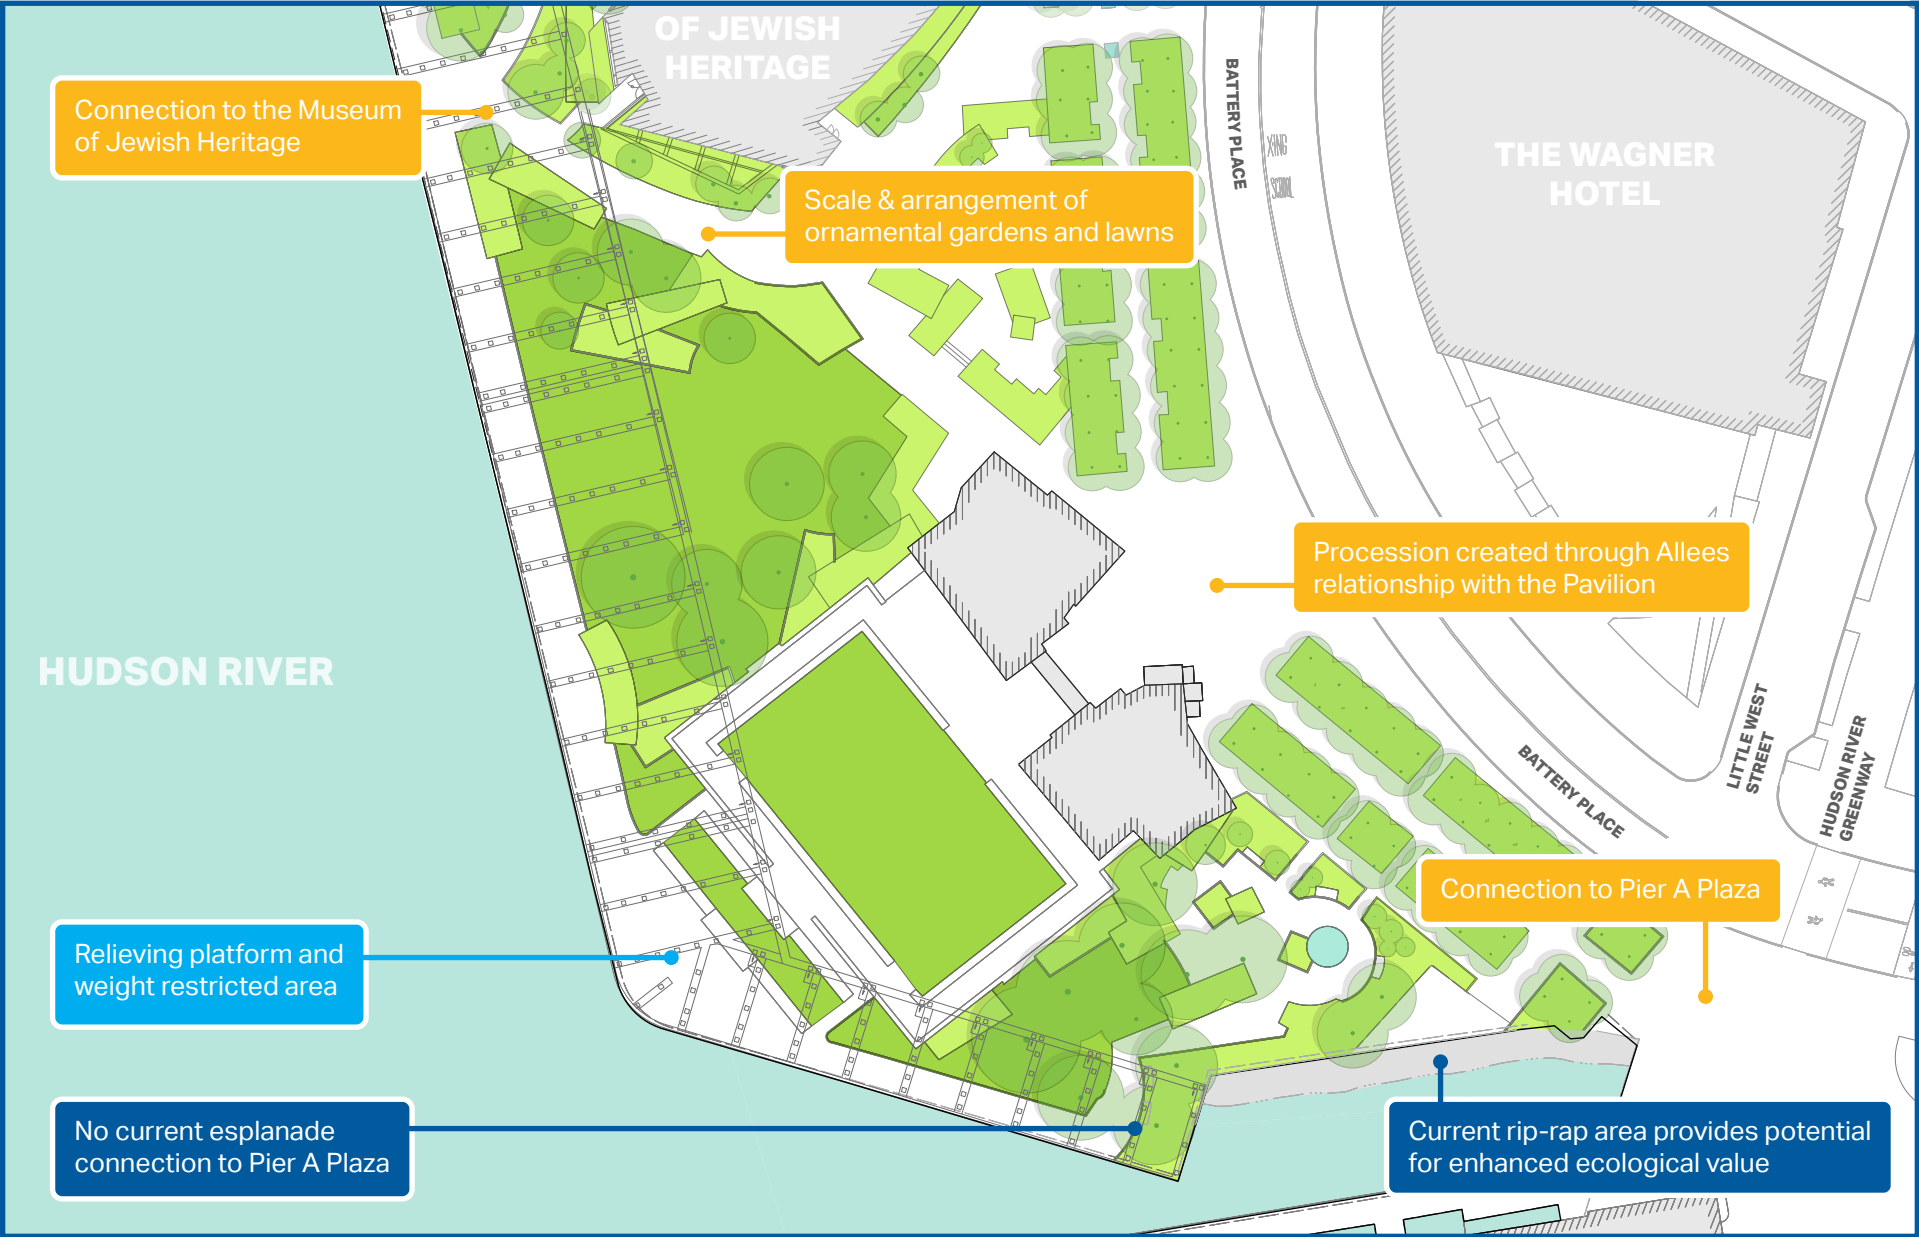 OF JEWISH
HERITAGE
Connection to the Museum
of Jewish Heritage
BATTERY PLACE
XING
SCHOOL
THE WAGNER
HOTEL
Scale & arrangement of
ornamental gardens and lawns
Procession created through Allees
relationship with the Pavilion
HUDSON RIVER
LITTLE WEST
STREET
HUDSON RIVER
GREENWAY
BATTERY PLACE
Connection to Pier A Plaza
Relieving platform and
weight restricted area
No current esplanade
connection to Pier A Plaza
Current rip-rap area provides potential
for enhanced ecological value